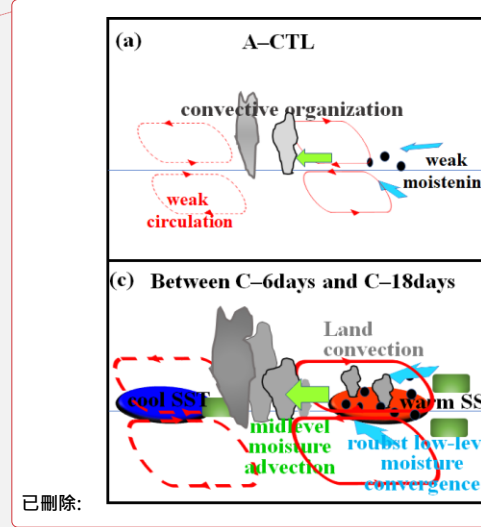 (a) A–CTL
convective organization
weak
moistenin
weak
circulation
(c) Between C–6days and C–18days
Land
convection
cool SST
warm SS
midlevel
moisture
advection
roubst low-lev
moisture
convergence
已刪除: